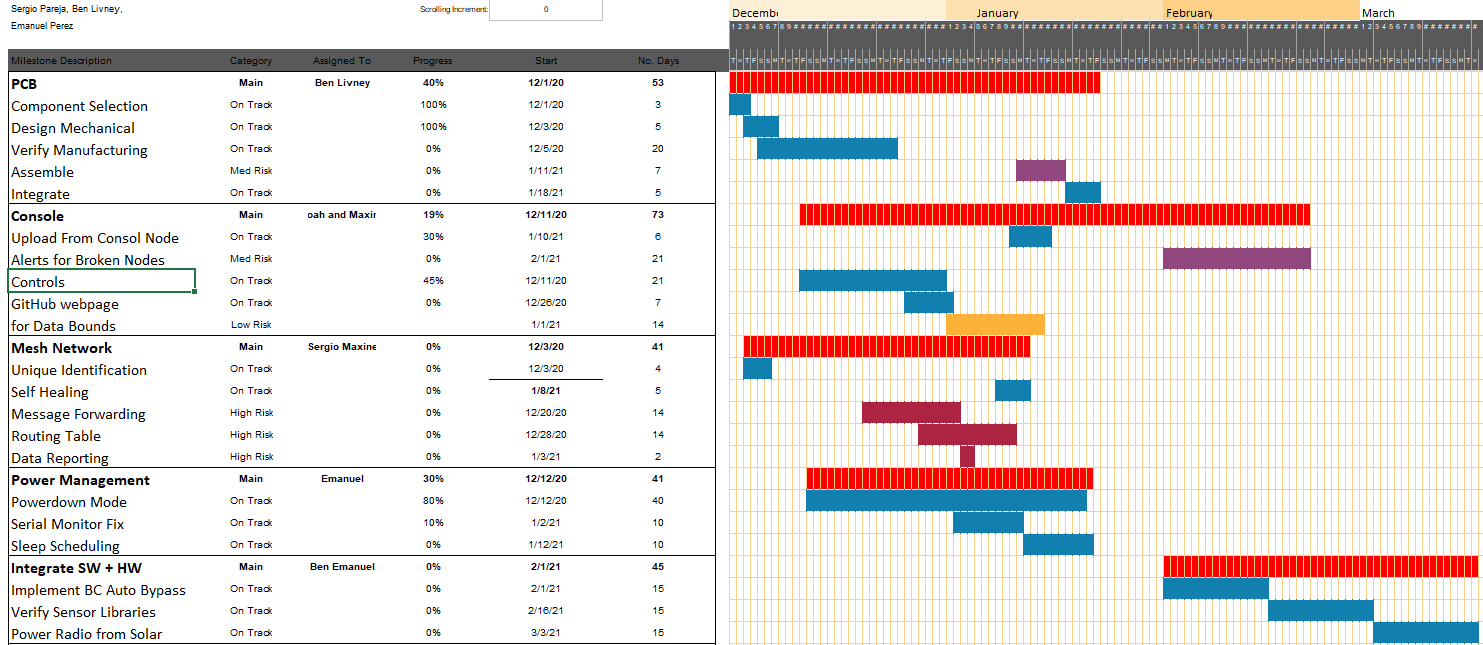 Sergio Pareja, Ben Livney,
Emanuel Perez
Scrolling Increment: 0
Decembe January February March
Milestone Description Category Assigned To Progress Start No. Days
PCB Main Ben Livney 40% 12/1/20 53
Component Selection On Track 100% 12/1/20 3
Design Mechanical On Track 100% 12/3/20 5
Verify Manufacturing On Track 0% 12/5/20 20
Assemble Med Risk 0% 1/11/21 7
Integrate On Track 0% 1/18/21 5
Console Main oah and Maxin 19% 12/11/20 73
Upload From Consol Node On Track 30% 1/10/21 6
Alerts for Broken Nodes Med Risk 0% 2/1/21 21
Controls On Track 45% 12/11/20 21
GitHub webpage On Track 0% 12/26/20 7
for Data Bounds Low Risk 1/1/21 14
Mesh Network Main Sergio Maxine 0% 12/3/20 41
Unique Identification On Track 0% 12/3/20 4
Self Healing On Track 0% 1/8/21 5
Message Forwarding High Risk 0% 12/20/20 14
Routing Table High Risk 0% 12/28/20 14
Data Reporting High Risk 0% 1/3/21 2
Power Management Main Emanuel 30% 12/12/20 41
Powerdown Mode On Track 80% 12/12/20 40
Serial Monitor Fix On Track 10% 1/2/21 10
Sleep Scheduling On Track 0% 1/12/21 10
Integrate SW + HW Main Ben Emanuel 0% 2/1/21 45
Implement BC Auto Bypass On Track 0% 2/1/21 15
Verify Sensor Libraries On Track 0% 2/16/21 15
Power Radio from Solar On Track 0% 3/3/21 15